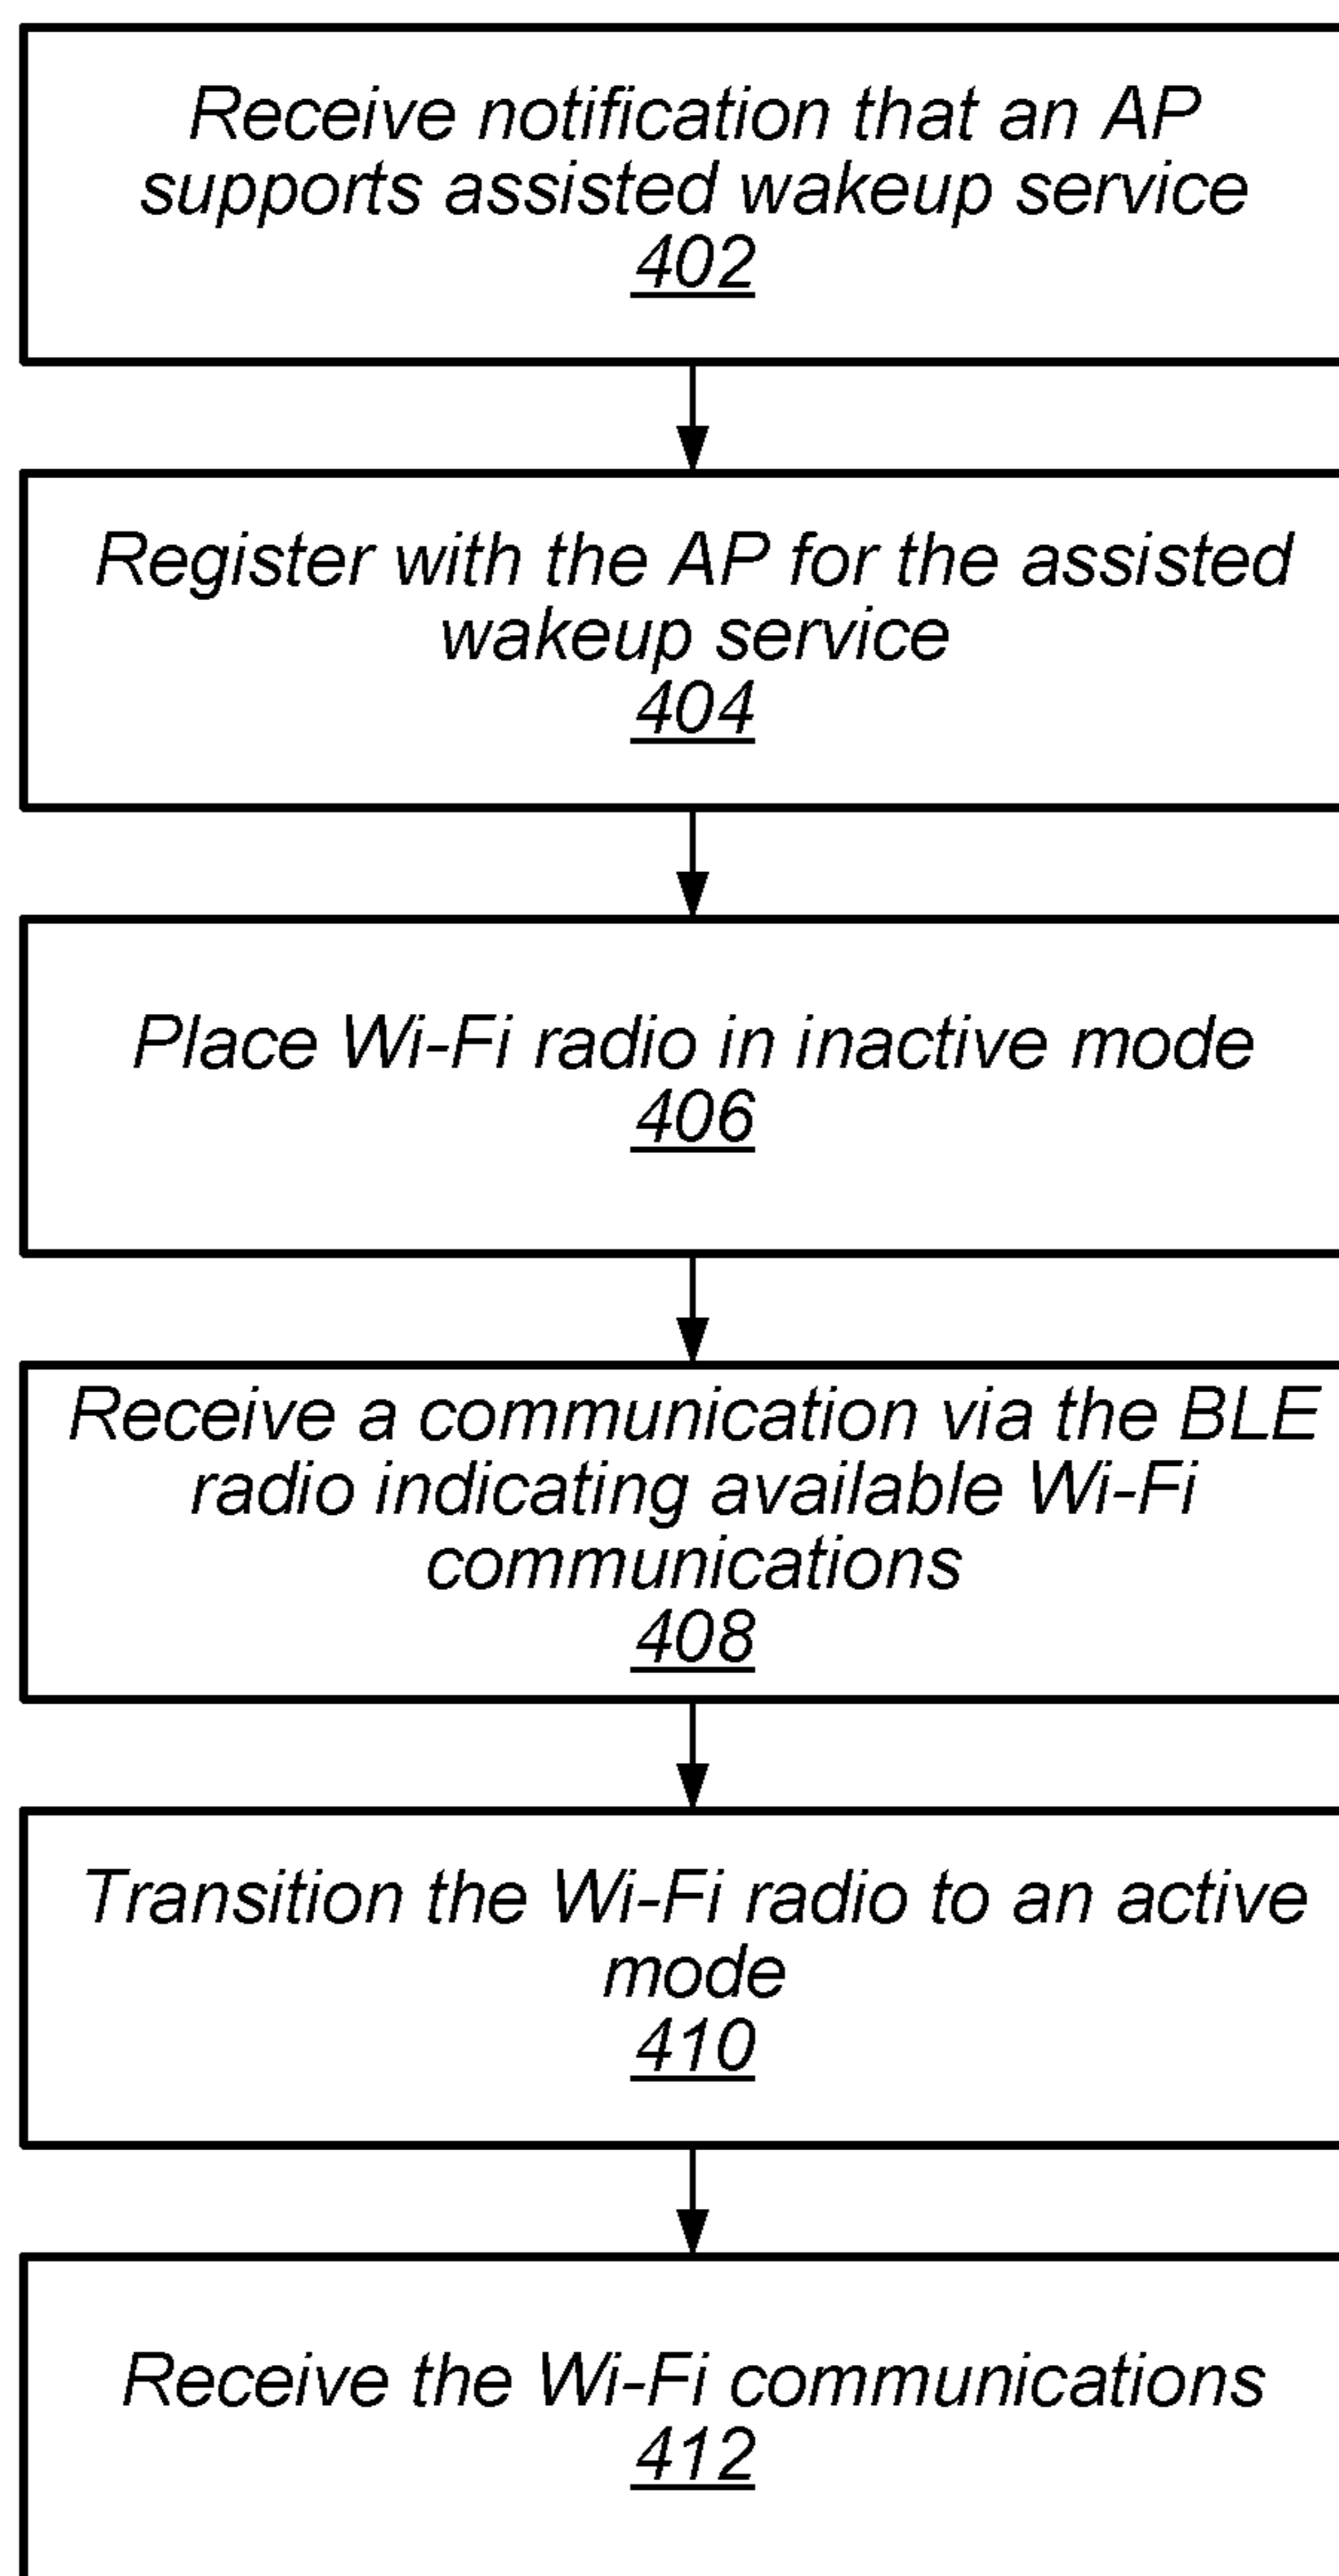 Receive notification that an AP
supports assisted wakeup service
402
Register with the AP for the assisted
wakeup service
404
Place Wi-Fi radio in inactive mode
406
Receive a communication via the BLE
radio indicating available Wi-Fi
communications
408
Transition the Wi-Fi radio to an active
mode
410
Receive the Wi-Fi communications
412